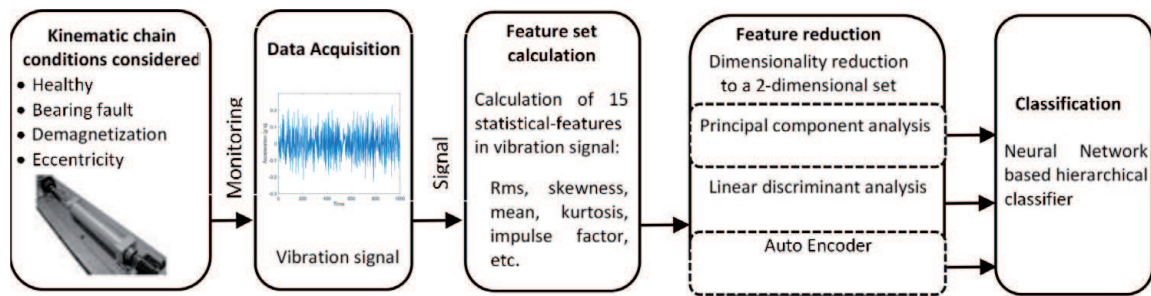 Kinematic chain
conditions considered
• Healthy
• Bearing fault
• Demagnetization
• Eccentricity
Monitoring
Data Acquisition
Time
Vibration signal
Signal
Feature set
calculation
Calculation of 15
statistical-features
in vibration signal:
Rms, skewness,
mean, kurtosis,
impulse factor,
etc.
Feature reduction
Dimensionality reduction
to a 2-dimensional set
Principal component analysis
Linear discriminant analysis
Auto Encoder
Classification
Neural Network
based hierarchical
classifier